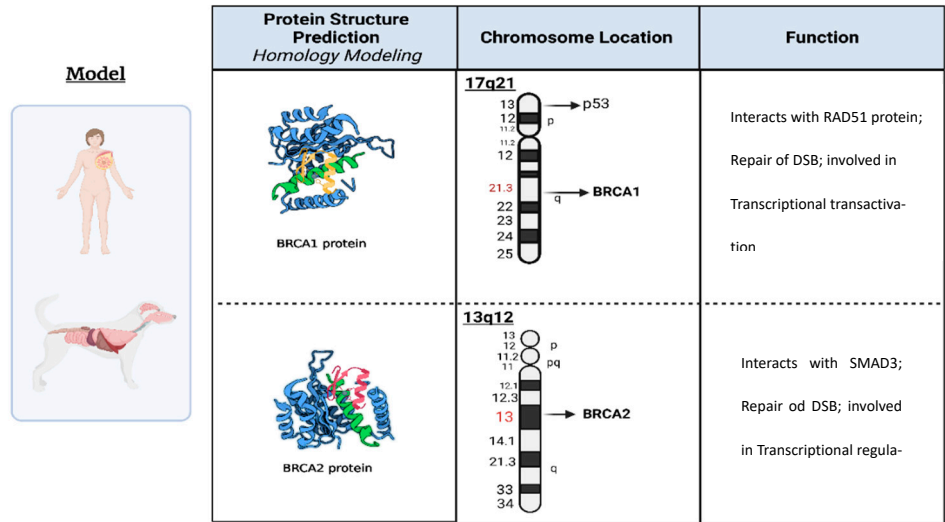 Model
Protein Structure
Prediction
Homology Modeling
Chromosome Location
Function
BRCA1 protein
17q21
13
12
11.2
11.2
12
21.3
22
23
24
25
p
q
p53
BRCA1
Interacts with RAD51 protein;
Repair of DSB; involved in
Transcriptional transactiva-
tion
BRCA2 protein
13q12
13
12
11.2
11
12.1
12.3
13
14.1
21.3
33
34
p
pq
q
BRCA2
Interacts with SMAD3;
Repair od DSB; involved
in Transcriptional regula-